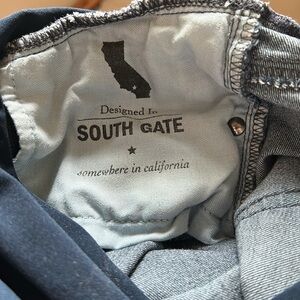 Designed In
SOUTH GATE
somewhere in california